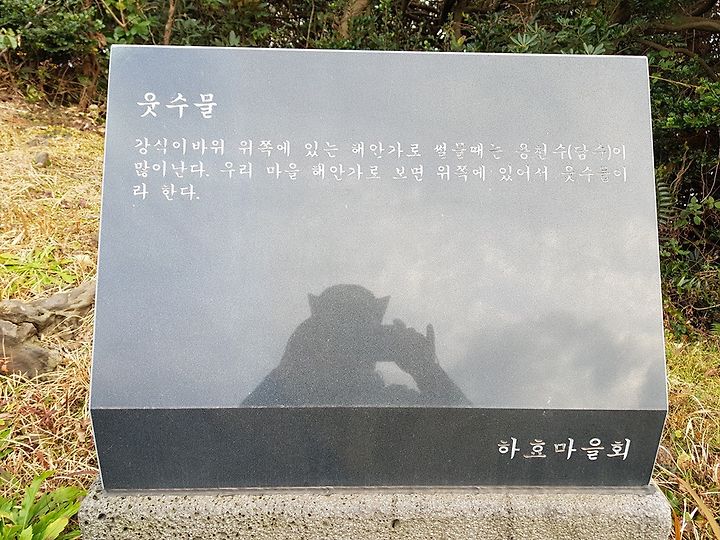 웃수물
강식이바위 위쪽에 있는 해안가로 썰물때는 용천수(담수)이
많이난다. 우리 마을 해안가로 보면 위쪽에 있어서 웃수물이
라 한다.
하효마을회